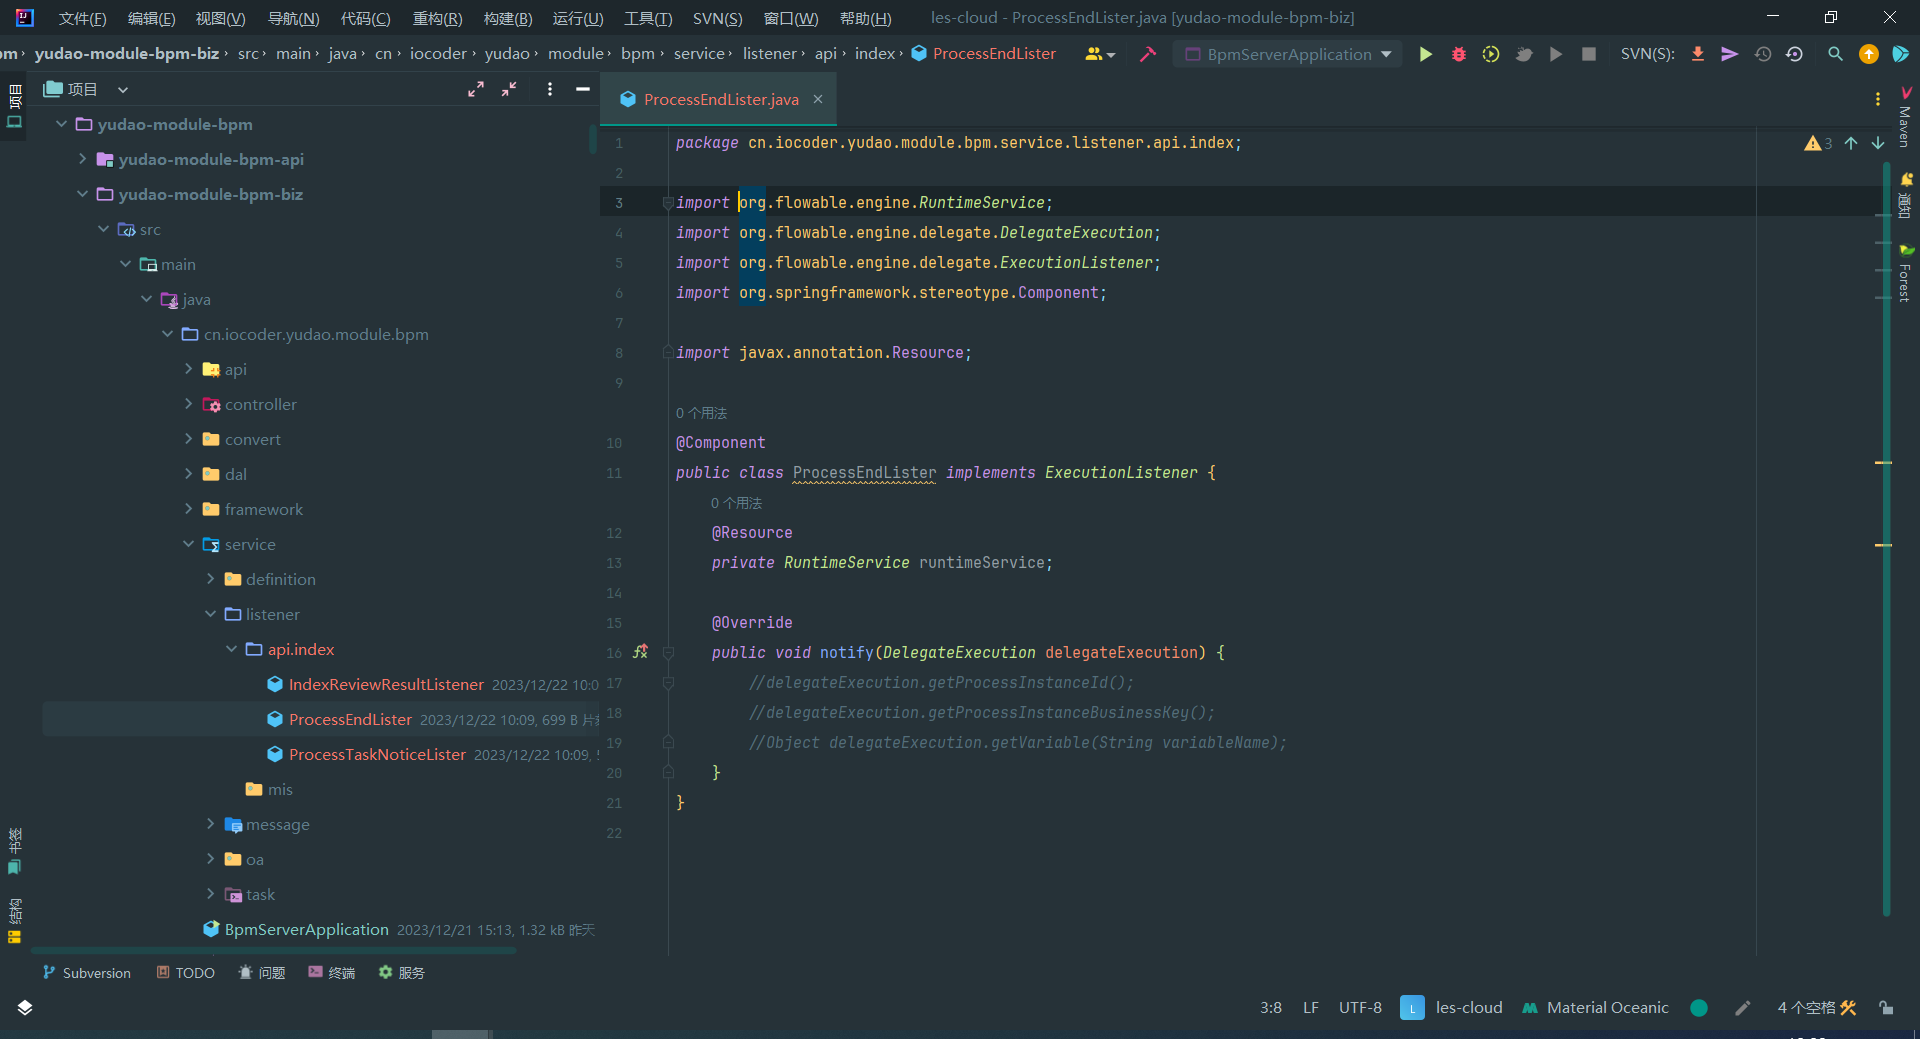 文件(F) 编辑(E) 视图(V) 导航(N) 代码(C) 重构(R) 构建(B) 运行(U) 工具(T) SVN(S) 窗口(W) 帮助(H) les-cloud - ProcessEndLister.java [yudao-module-bpm-biz]
pm › yudao-module-bpm-biz › src › main › java › cn › iocoder › yudao › module › bpm › service › listener › api › index › ProcessEndLister BpmServerApplication SVN(S):
项目
项目
ProcessEndLister.java
yudao-module-bpm
yudao-module-bpm-api
yudao-module-bpm-biz
src
main
java
cn.iocoder.yudao.module.bpm
api
controller
convert
dal
framework
service
definition
listener
api.index
IndexReviewResultListener 2023/12/22 10:0
ProcessEndLister 2023/12/22 10:09, 699 B 片
ProcessTaskNoticeLister 2023/12/22 10:09,
mis
message
oa
task
BpmServerApplication 2023/12/21 15:13, 1.32 kB 昨天
书签
结构
1 package cn.iocoder.yudao.module.bpm.service.listener.api.index;
2
3 import org.flowable.engine.RuntimeService;
4 import org.flowable.engine.delegate.DelegateExecution;
5 import org.flowable.engine.delegate.ExecutionListener;
6 import org.springframework.stereotype.Component;
7
8 import javax.annotation.Resource;
9
0 个用法
10 @Component
11 public class ProcessEndLister implements ExecutionListener {
0 个用法
12 @Resource
13 private RuntimeService runtimeService;
14
15 @Override
16 public void notify(DelegateExecution delegateExecution) {
17 //delegateExecution.getProcessInstanceId();
18 //delegateExecution.getProcessInstanceBusinessKey();
19 //Object delegateExecution.getVariable(String variableName);
20 }
21 }
22
3
Maven
通知
Forest
Subversion TODO 问题 终端 服务
3:8 LF UTF-8 L les-cloud Material Oceanic 4 个空格